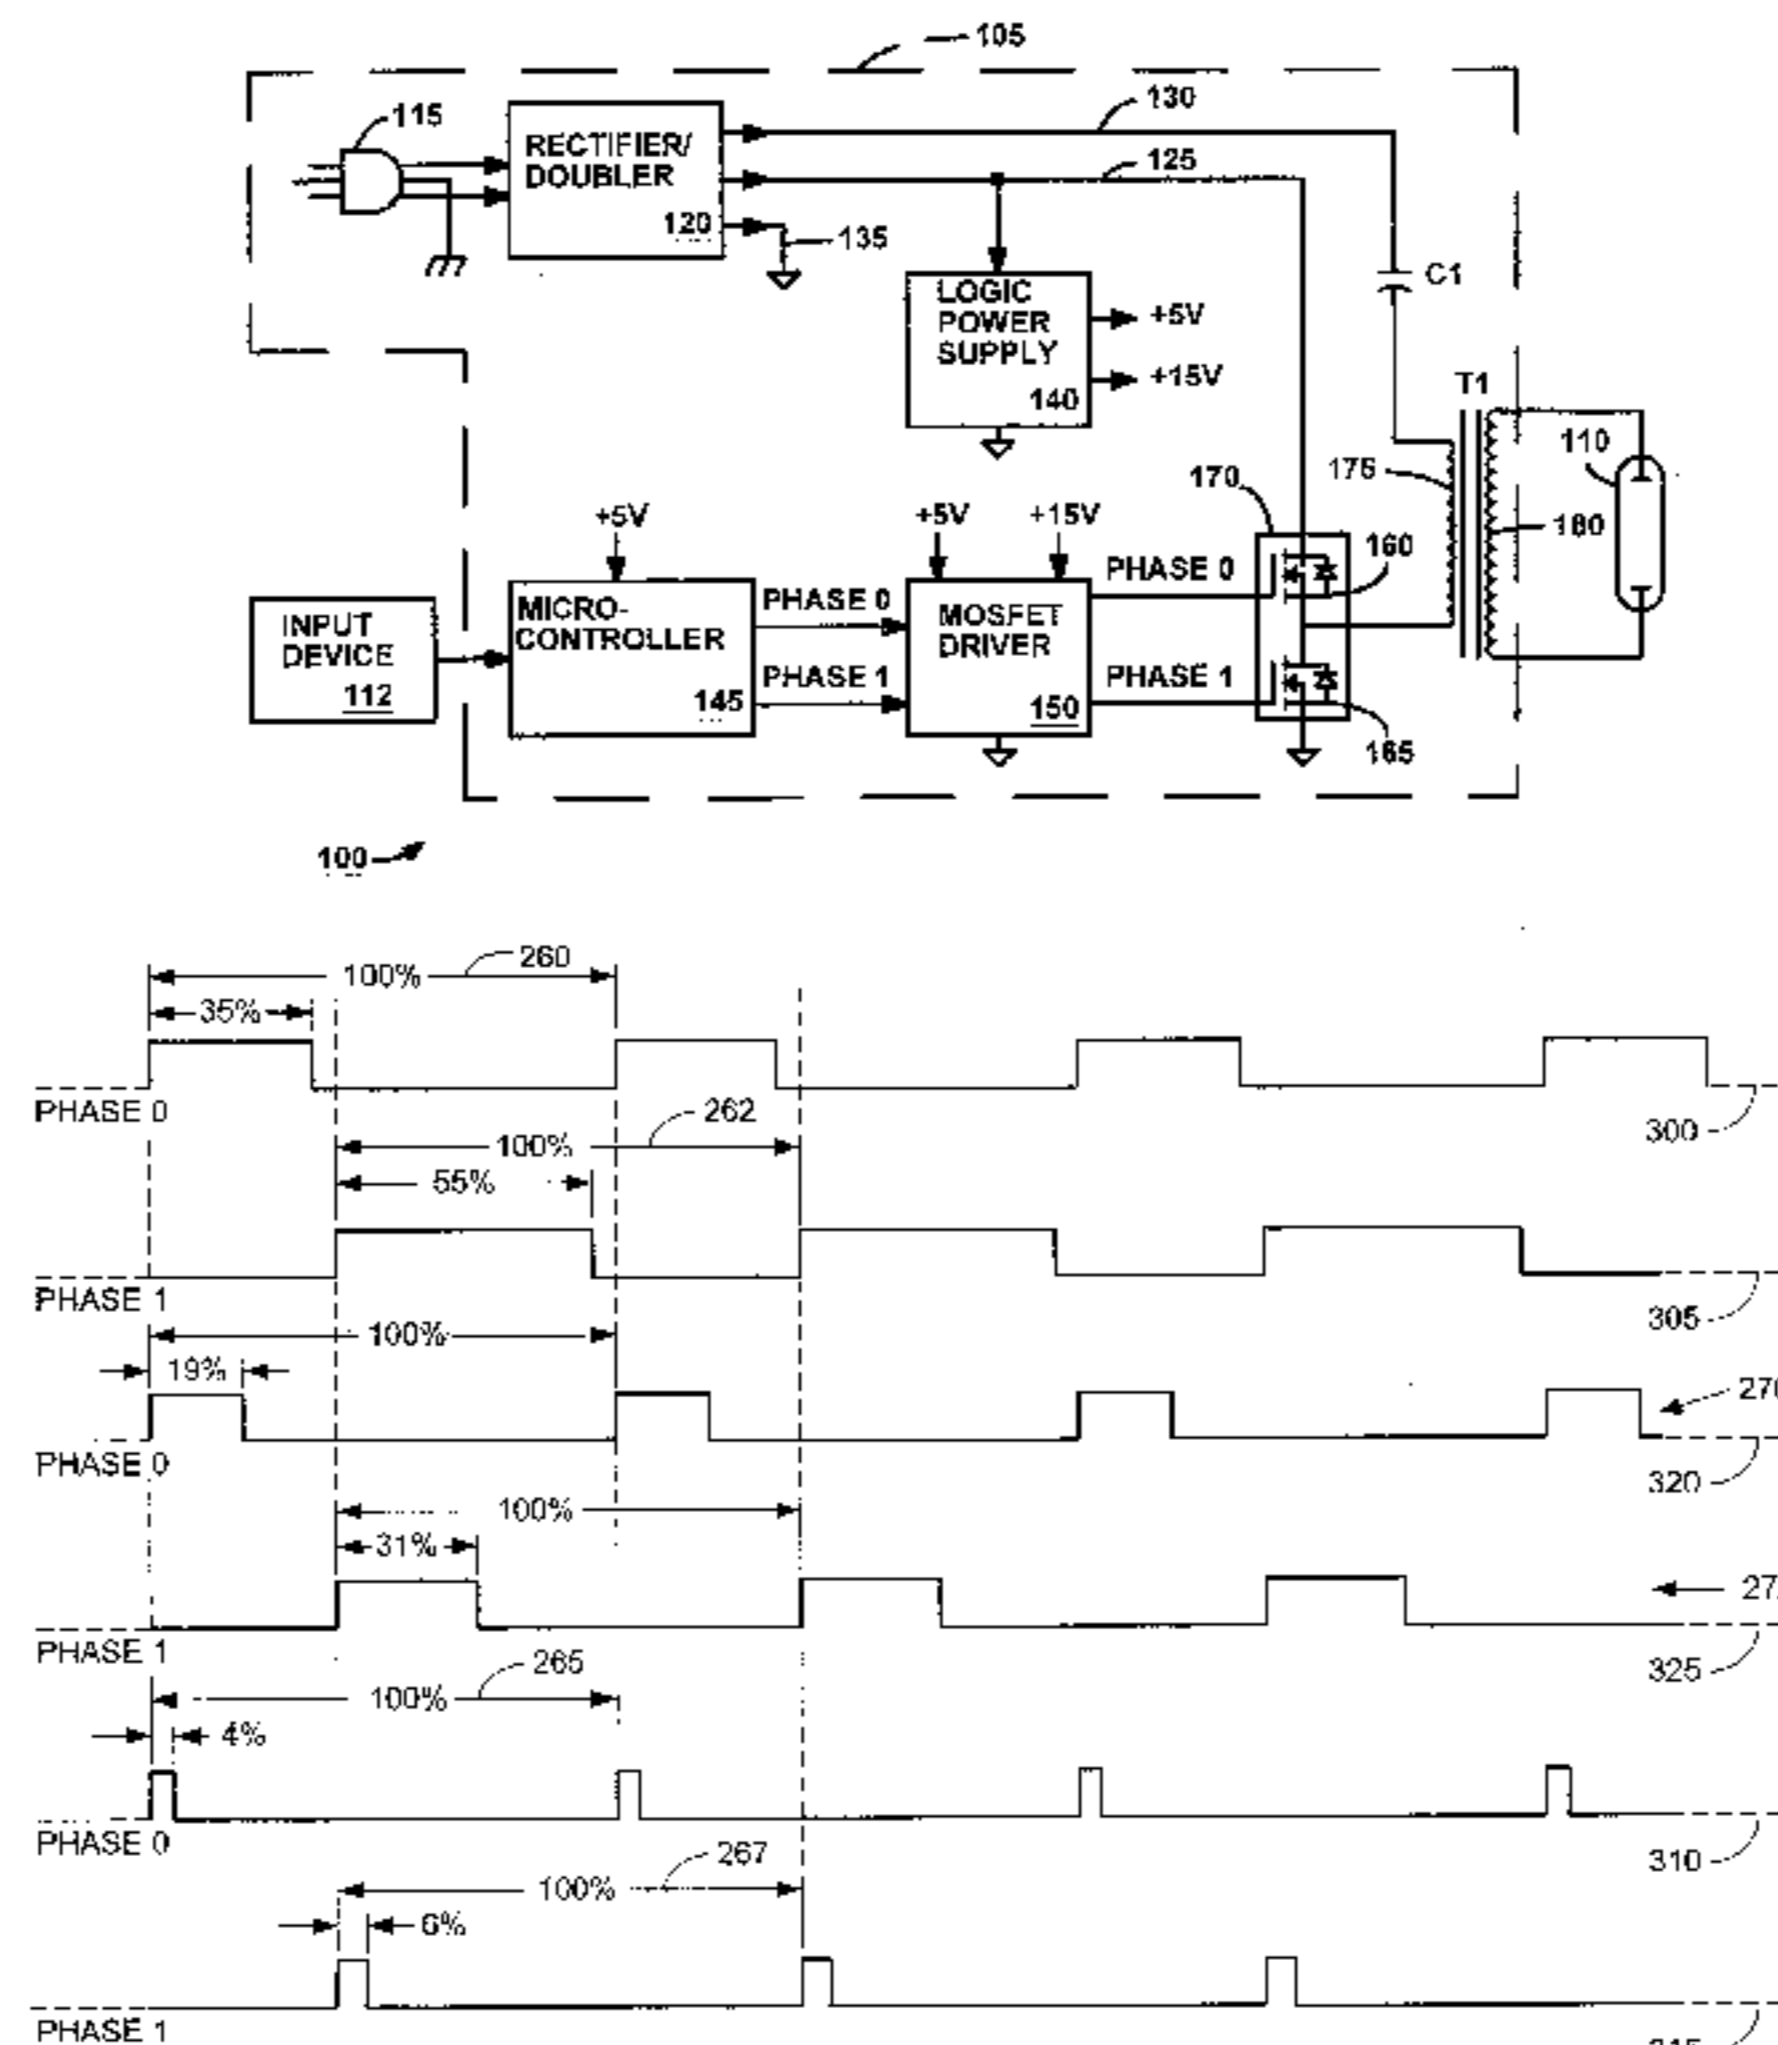 105
130
115
RECTIFIER/
DOUBLER
120
125
135
C1
LOGIC
POWER
SUPPLY
140
+5V
+15V
T1
110
175
170
180
+5V
+5V
+15V
160
INPUT
DEVICE
112
MICRO-
CONTROLLER
145
PHASE 0
PHASE 1
MOSFET
DRIVER
150
PHASE 0
PHASE 1
165
100
260
100%
35%
PHASE 0
262
300
100%
55%
PHASE 1
305
100%
19%
PHASE 0
320
100%
31%
PHASE 1
325
265
100%
4%
PHASE 0
310
267
100%
6%
PHASE 1